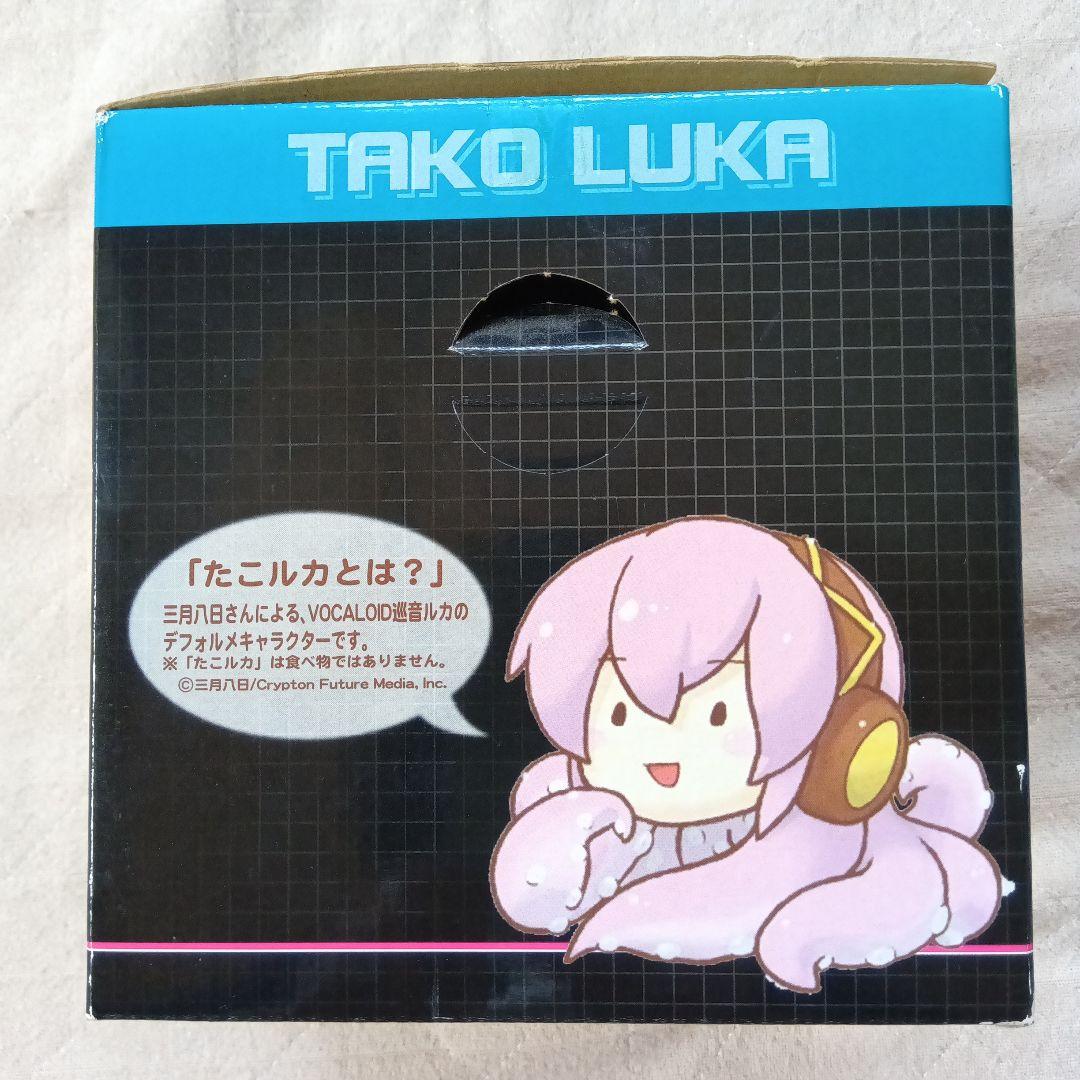 TAKO LUKA
「たこルカとは？」
三月八日さんによる、VOCALOID巡音ルカの
デフォルメキャラクターです。
※「たこルカ」は食べ物ではありません。
©三月八日/Crypton Future Media, Inc.